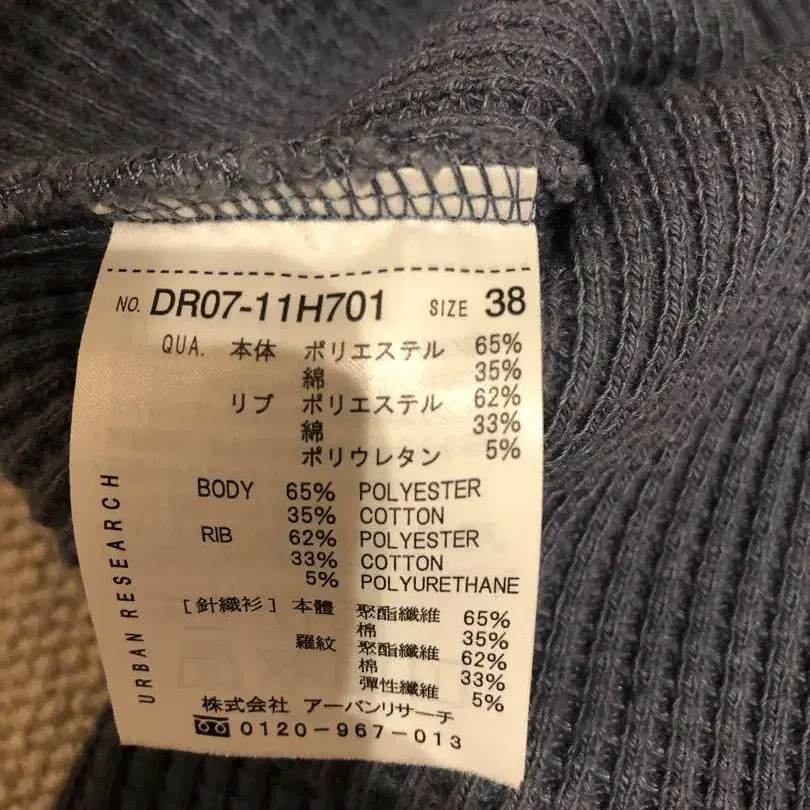 NO. DR07-11H701 SIZE 38
QUA. 本体 ポリエステル 65%
綿 35%
リブ ポリエステル 62%
綿 33%
ポリウレタン 5%
BODY 65% POLYESTER
35% COTTON
RIB 62% POLYESTER
33% COTTON
5% POLYURETHANE
[針織衫] 本體 聚酯纖維 65%
棉 35%
羅紋 聚酯纖維 62%
棉 33%
彈性纖維 5%
株式会社 アーバンリサーチ
0120-967-013
URBAN RESEARCH